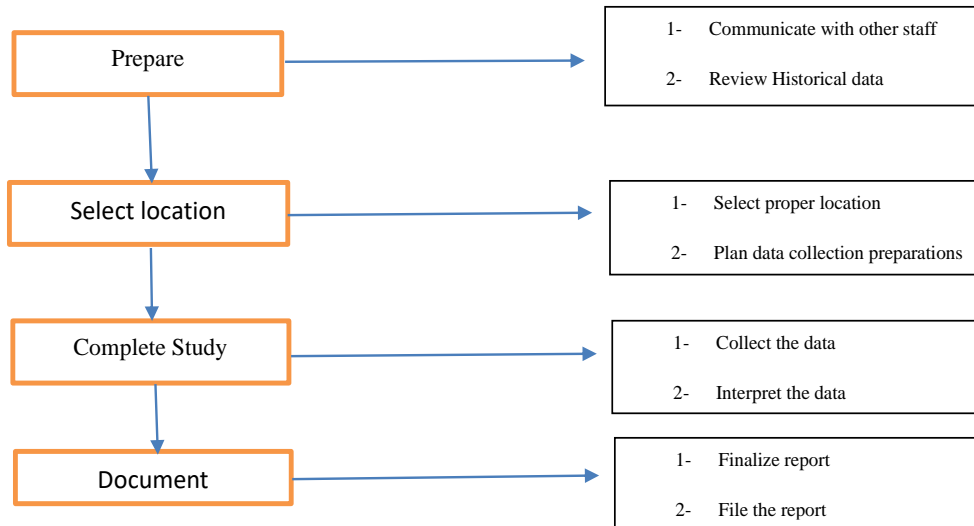 Prepare
1- Communicate with other staff
2- Review Historical data
Select location
1- Select proper location
2- Plan data collection preparations
Complete Study
1- Collect the data
2- Interpret the data
Document
1- Finalize report
2- File the report